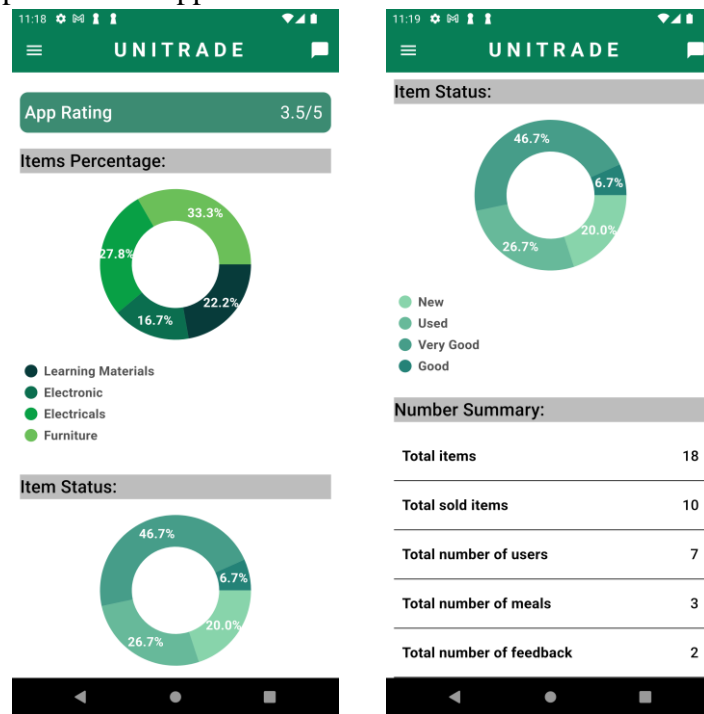 11:18
UNITRADE
App Rating 3.5/5
Items Percentage:
33.3%
27.8%
22.2%
16.7%
Learning Materials
Electronic
Electricals
Furniture
Item Status:
46.7%
6.7%
20.0%
26.7%
11:19
UNITRADE
Item Status:
46.7%
6.7%
20.0%
26.7%
New
Used
Very Good
Good
Number Summary:
Total items 18
Total sold items 10
Total number of users 7
Total number of meals 3
Total number of feedback 2